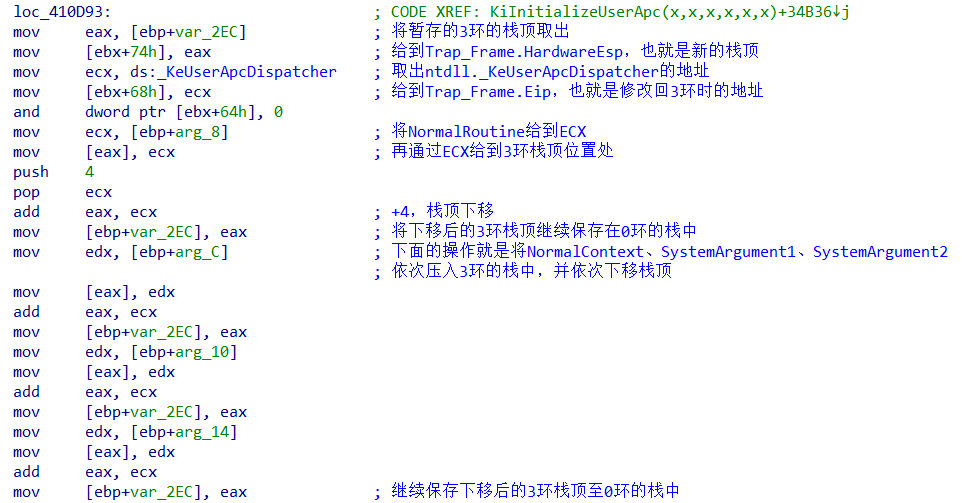 loc_410D93: ; CODE XREF: KiInitializeUserApc(x,x,x,x,x,x)+34B36↓j
mov eax, [ebp+var_2EC] ; 将暂存的3环的栈顶取出
mov [ebx+74h], eax ; 给到Trap_Frame.HardwareEsp，也就是新的栈顶
mov ecx, ds:_KeUserApcDispatcher ; 取出ntdll._KeUserApcDispatcher的地址
mov [ebx+68h], ecx ; 给到Trap_Frame.Eip，也就是修改回3环时的地址
and dword ptr [ebx+64h], 0
mov ecx, [ebp+arg_8] ; 将NormalRoutine给到ECX
mov [eax], ecx ; 再通过ECX给到3环栈顶位置处
push 4
pop ecx
add eax, ecx ; +4，栈顶下移
mov [ebp+var_2EC], eax ; 将下移后的3环栈顶继续保存在0环的栈中
mov edx, [ebp+arg_C] ; 下面的操作就是将NormalContext、SystemArgument1、SystemArgument2
; 依次压入3环的栈中，并依次下移栈顶
mov [eax], edx
add eax, ecx
mov [ebp+var_2EC], eax
mov edx, [ebp+arg_10]
mov [eax], edx
add eax, ecx
mov [ebp+var_2EC], eax
mov edx, [ebp+arg_14]
mov [eax], edx
add eax, ecx
mov [ebp+var_2EC], eax ; 继续保存下移后的3环栈顶至0环的栈中